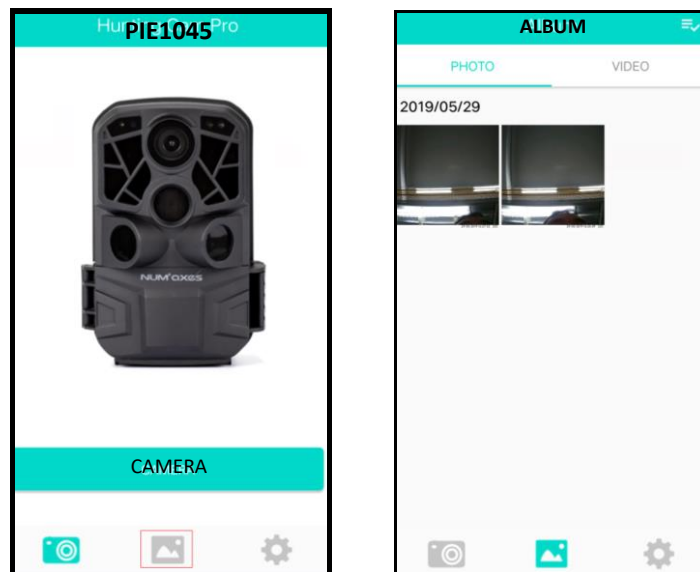 PIE1045
NUM'AXES
CAMERA
ALBUM
PHOTO
VIDEO
2019/05/29